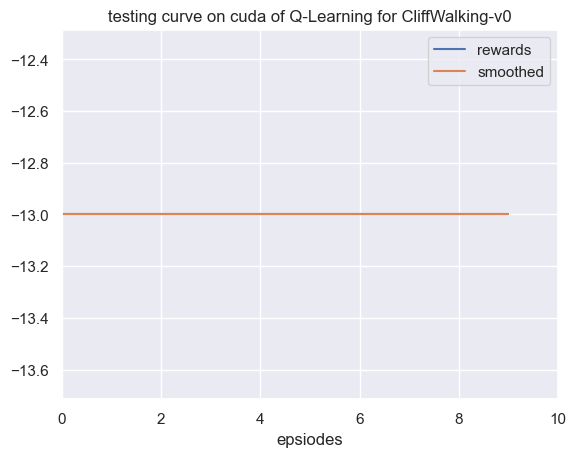 testing curve on cuda of Q-Learning for CliffWalking-v0
rewards
smoothed
−12.4
−12.6
−12.8
−13.0
−13.2
−13.4
−13.6
0 2 4 6 8 10
epsiodes